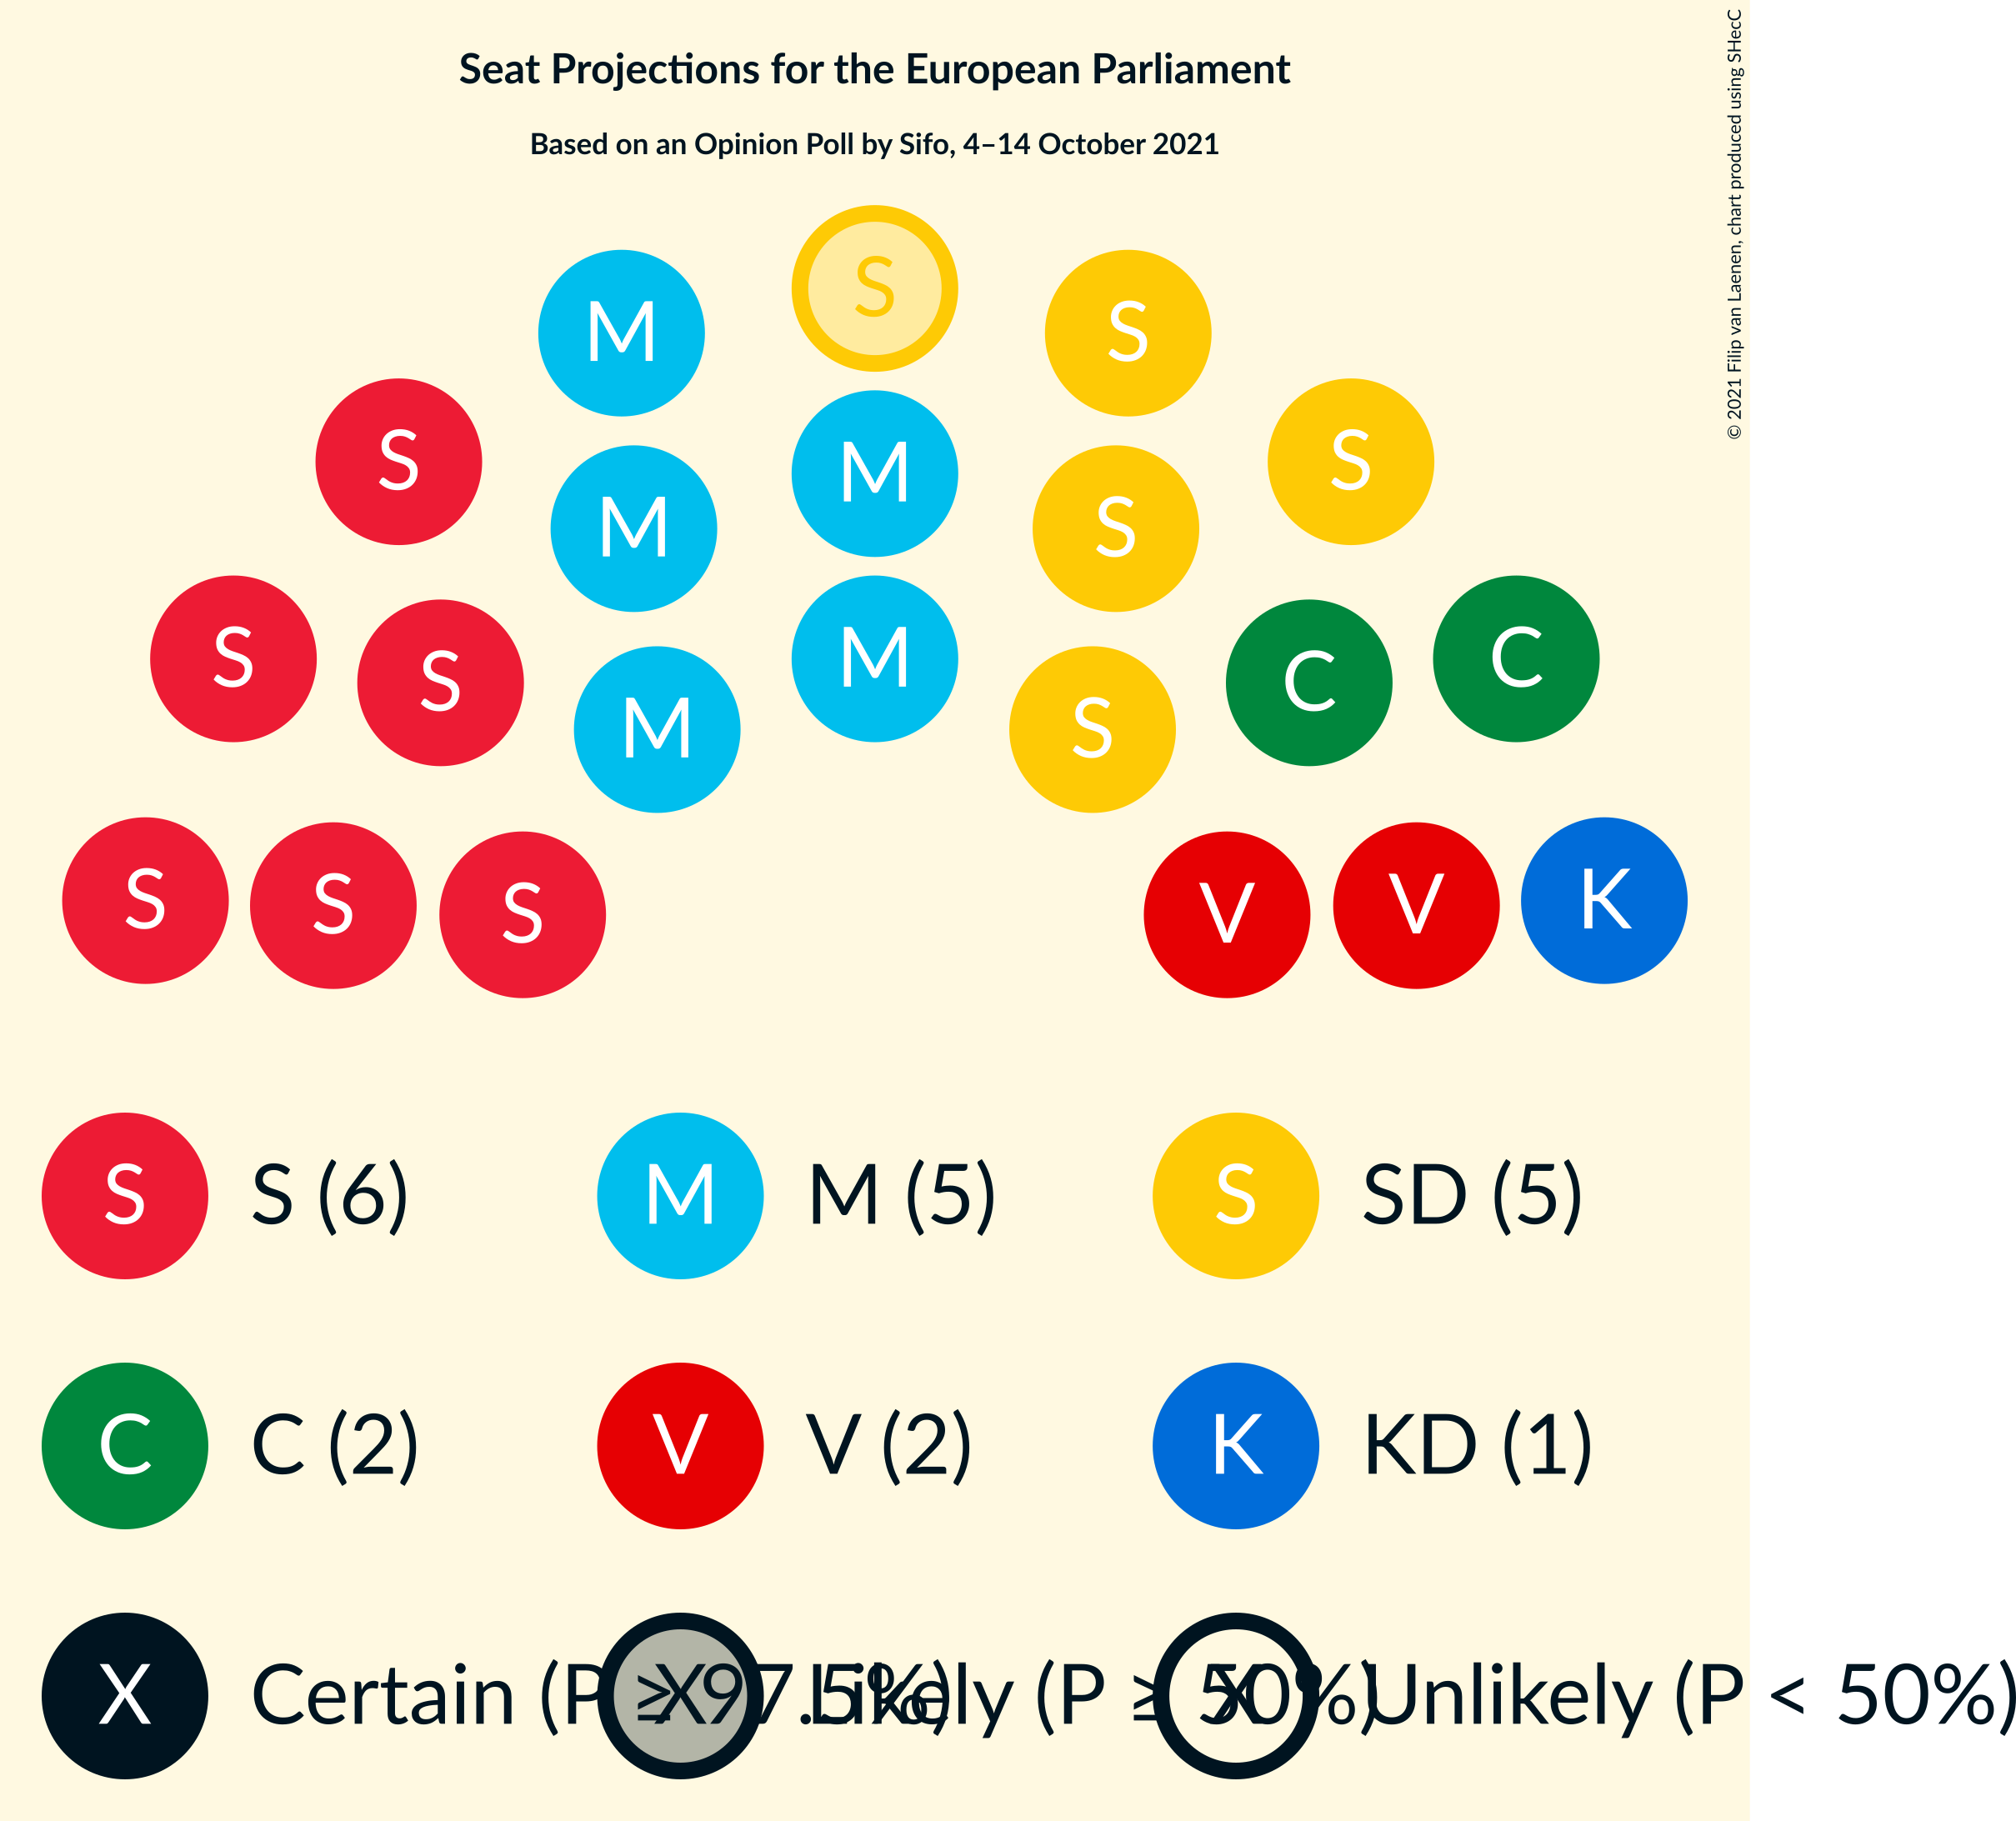 Seat Projections for the European Parliament
Based on an Opinion Poll by Sifo, 4–14 October 2021
© 2021 Filip van Laenen, chart produced using SHecC
S
M S
S S
M
M S
S C
S C
S M
M S
S V
S V
S K
S S (6) M M (5) S SD (5)
C C (2) V V (2) K KD (1)
X Certain (P ≥ 97.5%) X Likely (P ≥ 50%) X Unlikely (P < 50%)